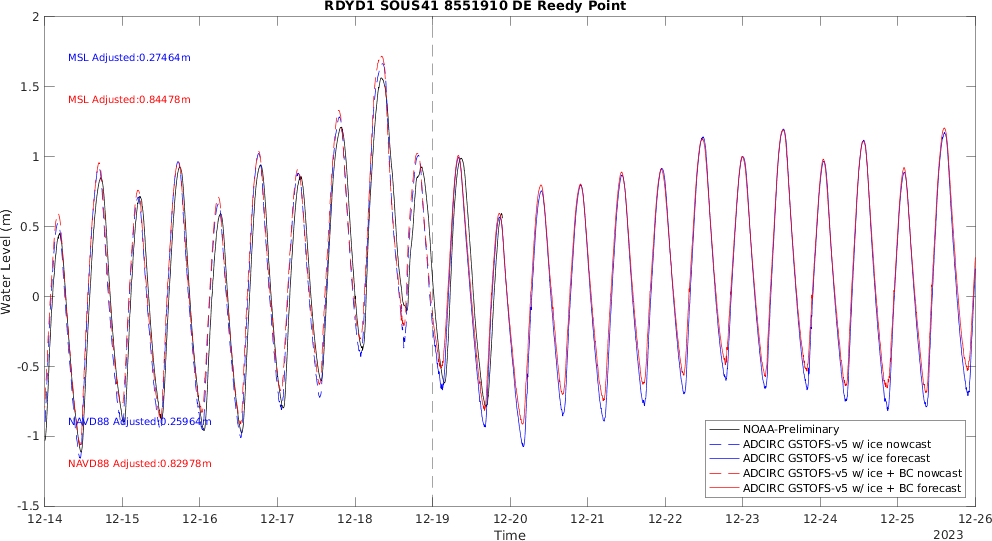 RDYD1 SOUS41 8551910 DE Reedy Point
2
1.5
1
0.5
0
-0.5
-1
-1.5
Water Level (m)
MSL Adjusted:0.27464m
MSL Adjusted:0.84478m
NAVD88 Adjusted:0.25964m
NAVD88 Adjusted:0.82978m
NOAA-Preliminary
ADCIRC GSTOFS-v5 w/ ice nowcast
ADCIRC GSTOFS-v5 w/ ice forecast
ADCIRC GSTOFS-v5 w/ ice + BC nowcast
ADCIRC GSTOFS-v5 w/ ice + BC forecast
12-14 12-15 12-16 12-17 12-18 12-19 12-20 12-21 12-22 12-23 12-24 12-25 12-26
Time
2023